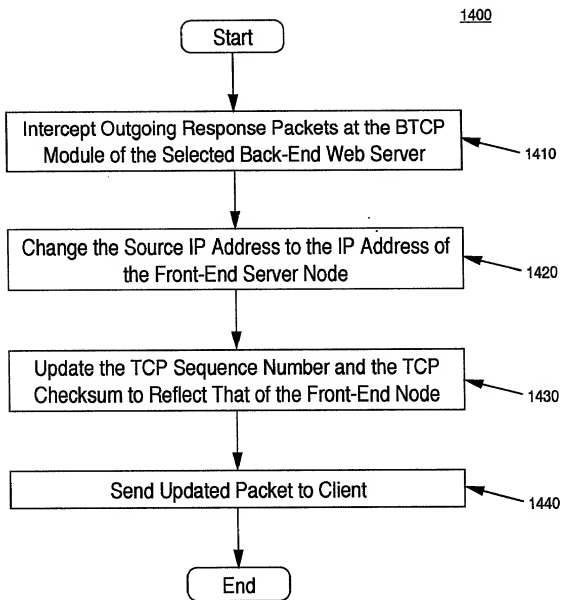 1400
Start
Intercept Outgoing Response Packets at the BTCP
Module of the Selected Back-End Web Server
1410
Change the Source IP Address to the IP Address of
the Front-End Server Node
1420
Update the TCP Sequence Number and the TCP
Checksum to Reflect That of the Front-End Node
1430
Send Updated Packet to Client
1440
End